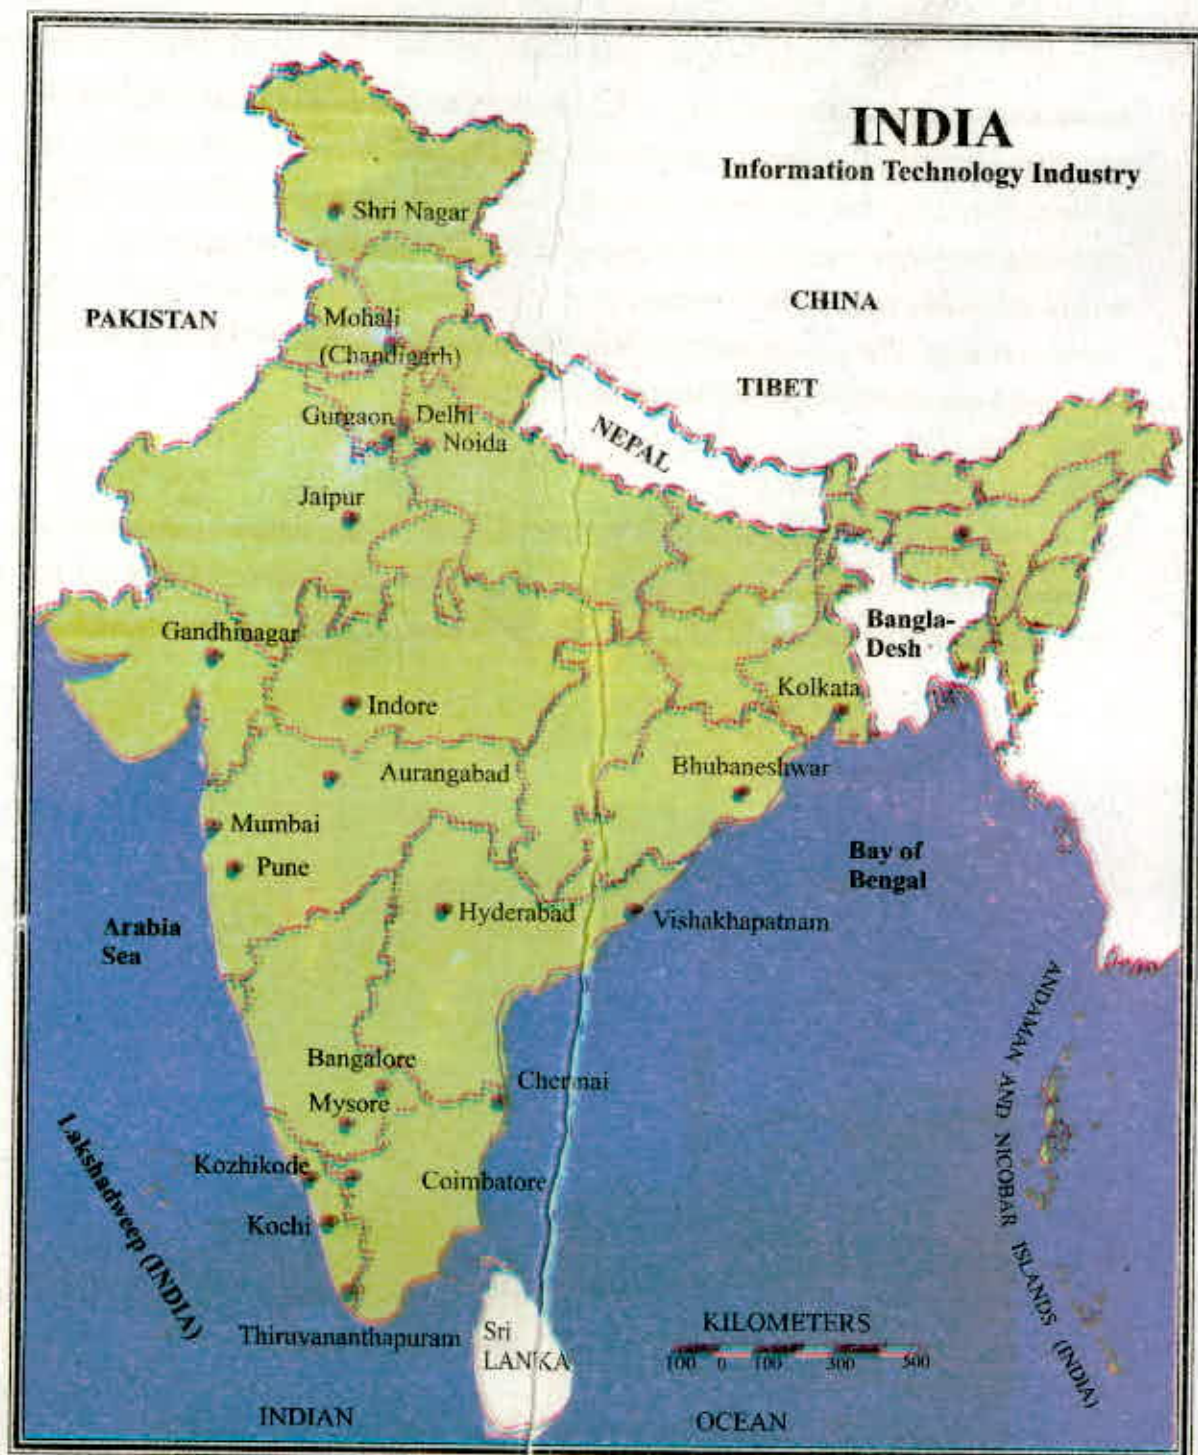 INDIA
Information Technology Industry
Shri Nagar
PAKISTAN
CHINA
Mohali
(Chandigarh)
TIBET
Gurgaon
Delhi
Noida
NEPAL
Jaipur
Gandhinagar
Bangla-
Desh
Indore
Kolkata
Aurangabad
Bhubaneshwar
Mumbai
Pune
Bay of
Bengal
Arabia
Sea
Hyderabad
Vishakhapatnam
ANDAMAN AND NICOBAR ISLANDS (INDIA)
Bangalore
Chennai
Mysore
Lakshadweep (INDIA)
Kozhikode
Coimbatore
Kochi
Thiruvananthapuram
Sri
LANKA
KILOMETERS
100 0 100 300 500
INDIAN
OCEAN